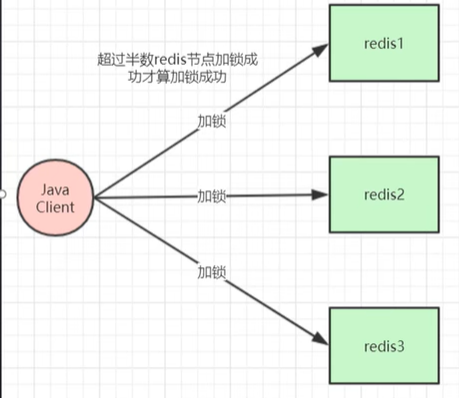 redis1
超过半数redis节点加锁成
功才算加锁成功
加锁
Java
Client
加锁
redis2
加锁
redis3